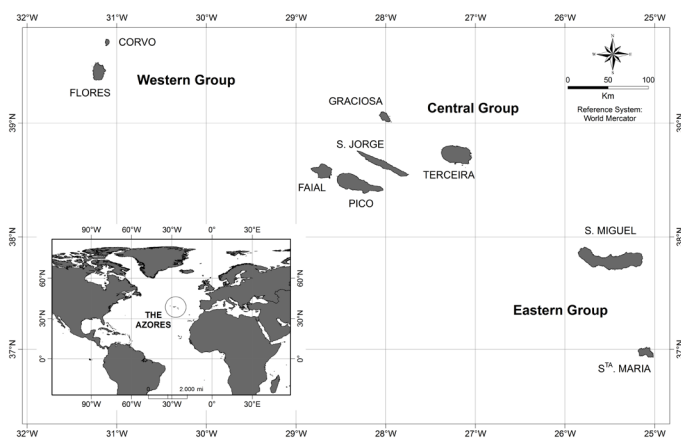 32°W 31°W 30°W 29°W 28°W 27°W 26°W 25°W
CORVO
FLORES
Western Group
GRACIOSA
Central Group
N
W E
S
0 50 100
Km
Reference System:
World Mercator
39°N 39°N
S. JORGE
FAIAL
PICO
TERCEIRA
38°N 38°N
S. MIGUEL
Eastern Group
37°N 37°N
STA. MARIA
90°W 60°W 30°W 0° 30°E
60°N 60°N
30°N 30°N
0° 0°
THE
AZORES
0 2.000 mi
90°W 60°W 30°W 0° 30°E
32°W 31°W 30°W 29°W 28°W 27°W 26°W 25°W